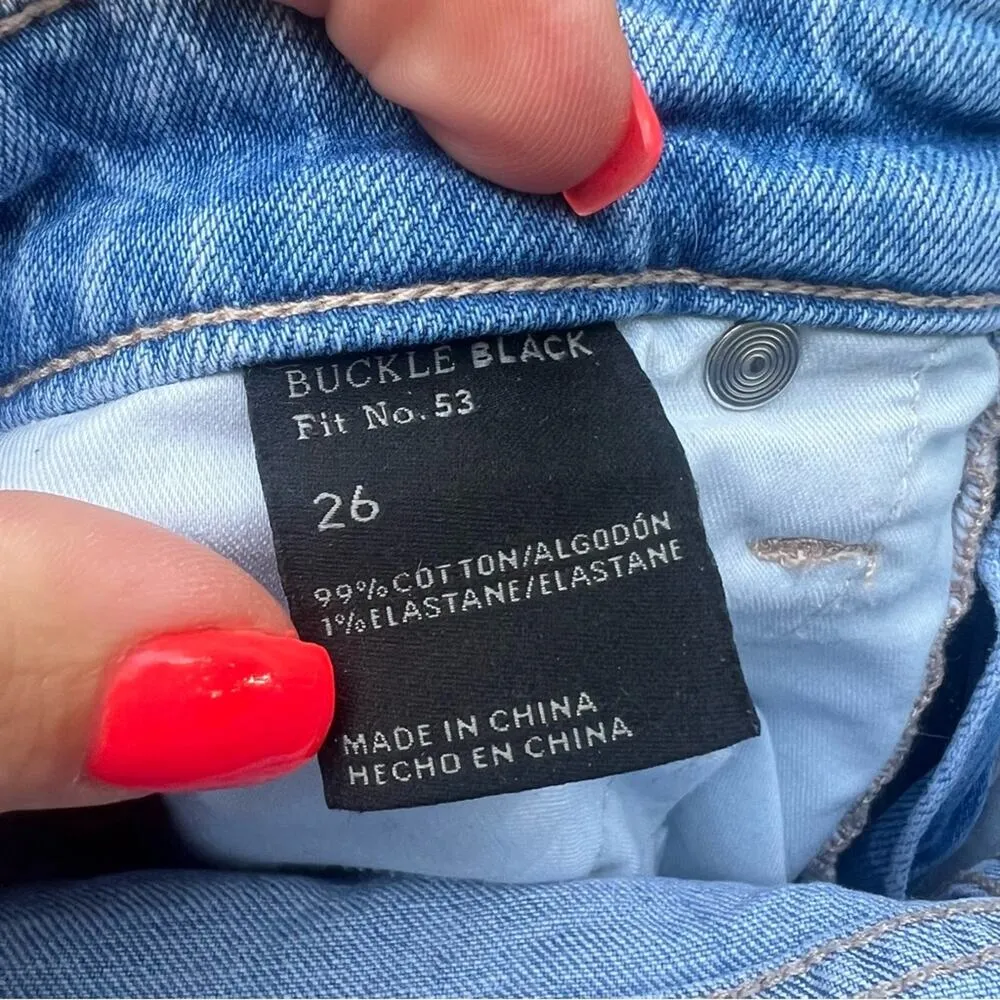 BUCKLE BLACK
Fit No. 53
26
99% COTTON/ALGODÓN
1% ELASTANE/ELASTANE
MADE IN CHINA
HECHO EN CHINA